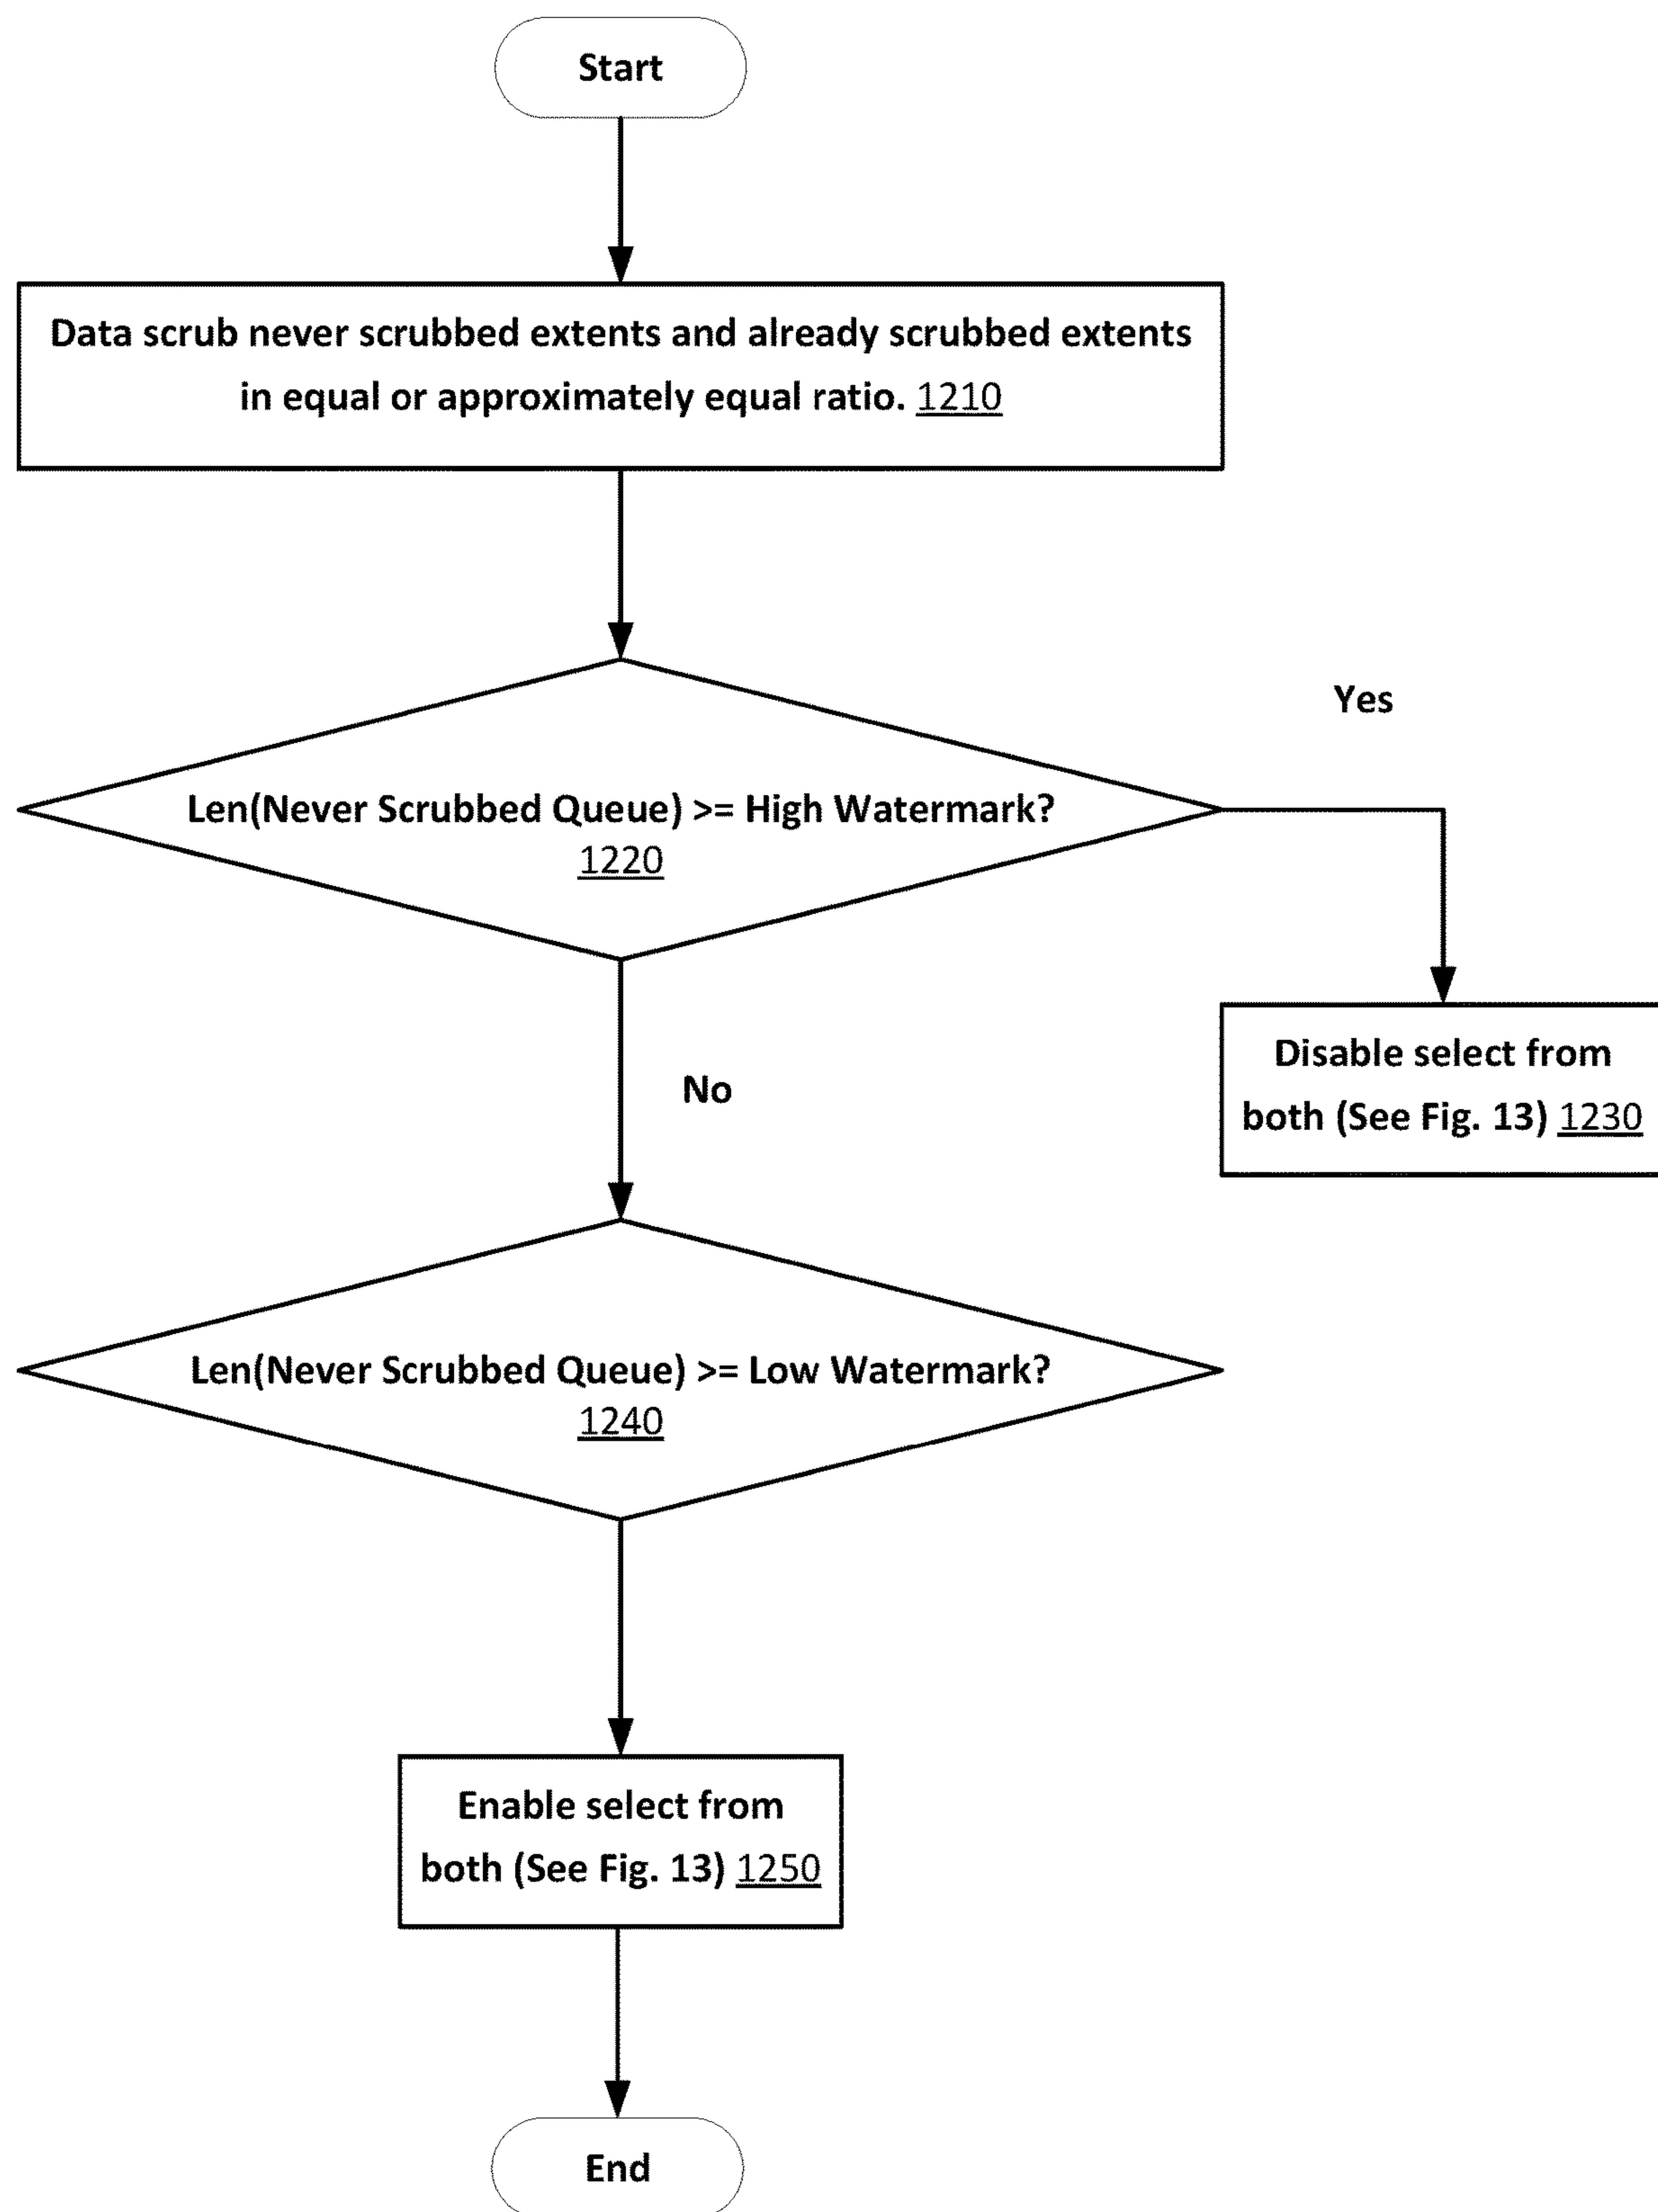 Start
Data scrub never scrubbed extents and already scrubbed extents
in equal or approximately equal ratio. 1210
Yes
Len(Never Scrubbed Queue) >= High Watermark?
1220
Disable select from
both (See Fig. 13) 1230
No
Len(Never Scrubbed Queue) >= Low Watermark?
1240
Enable select from
both (See Fig. 13) 1250
End